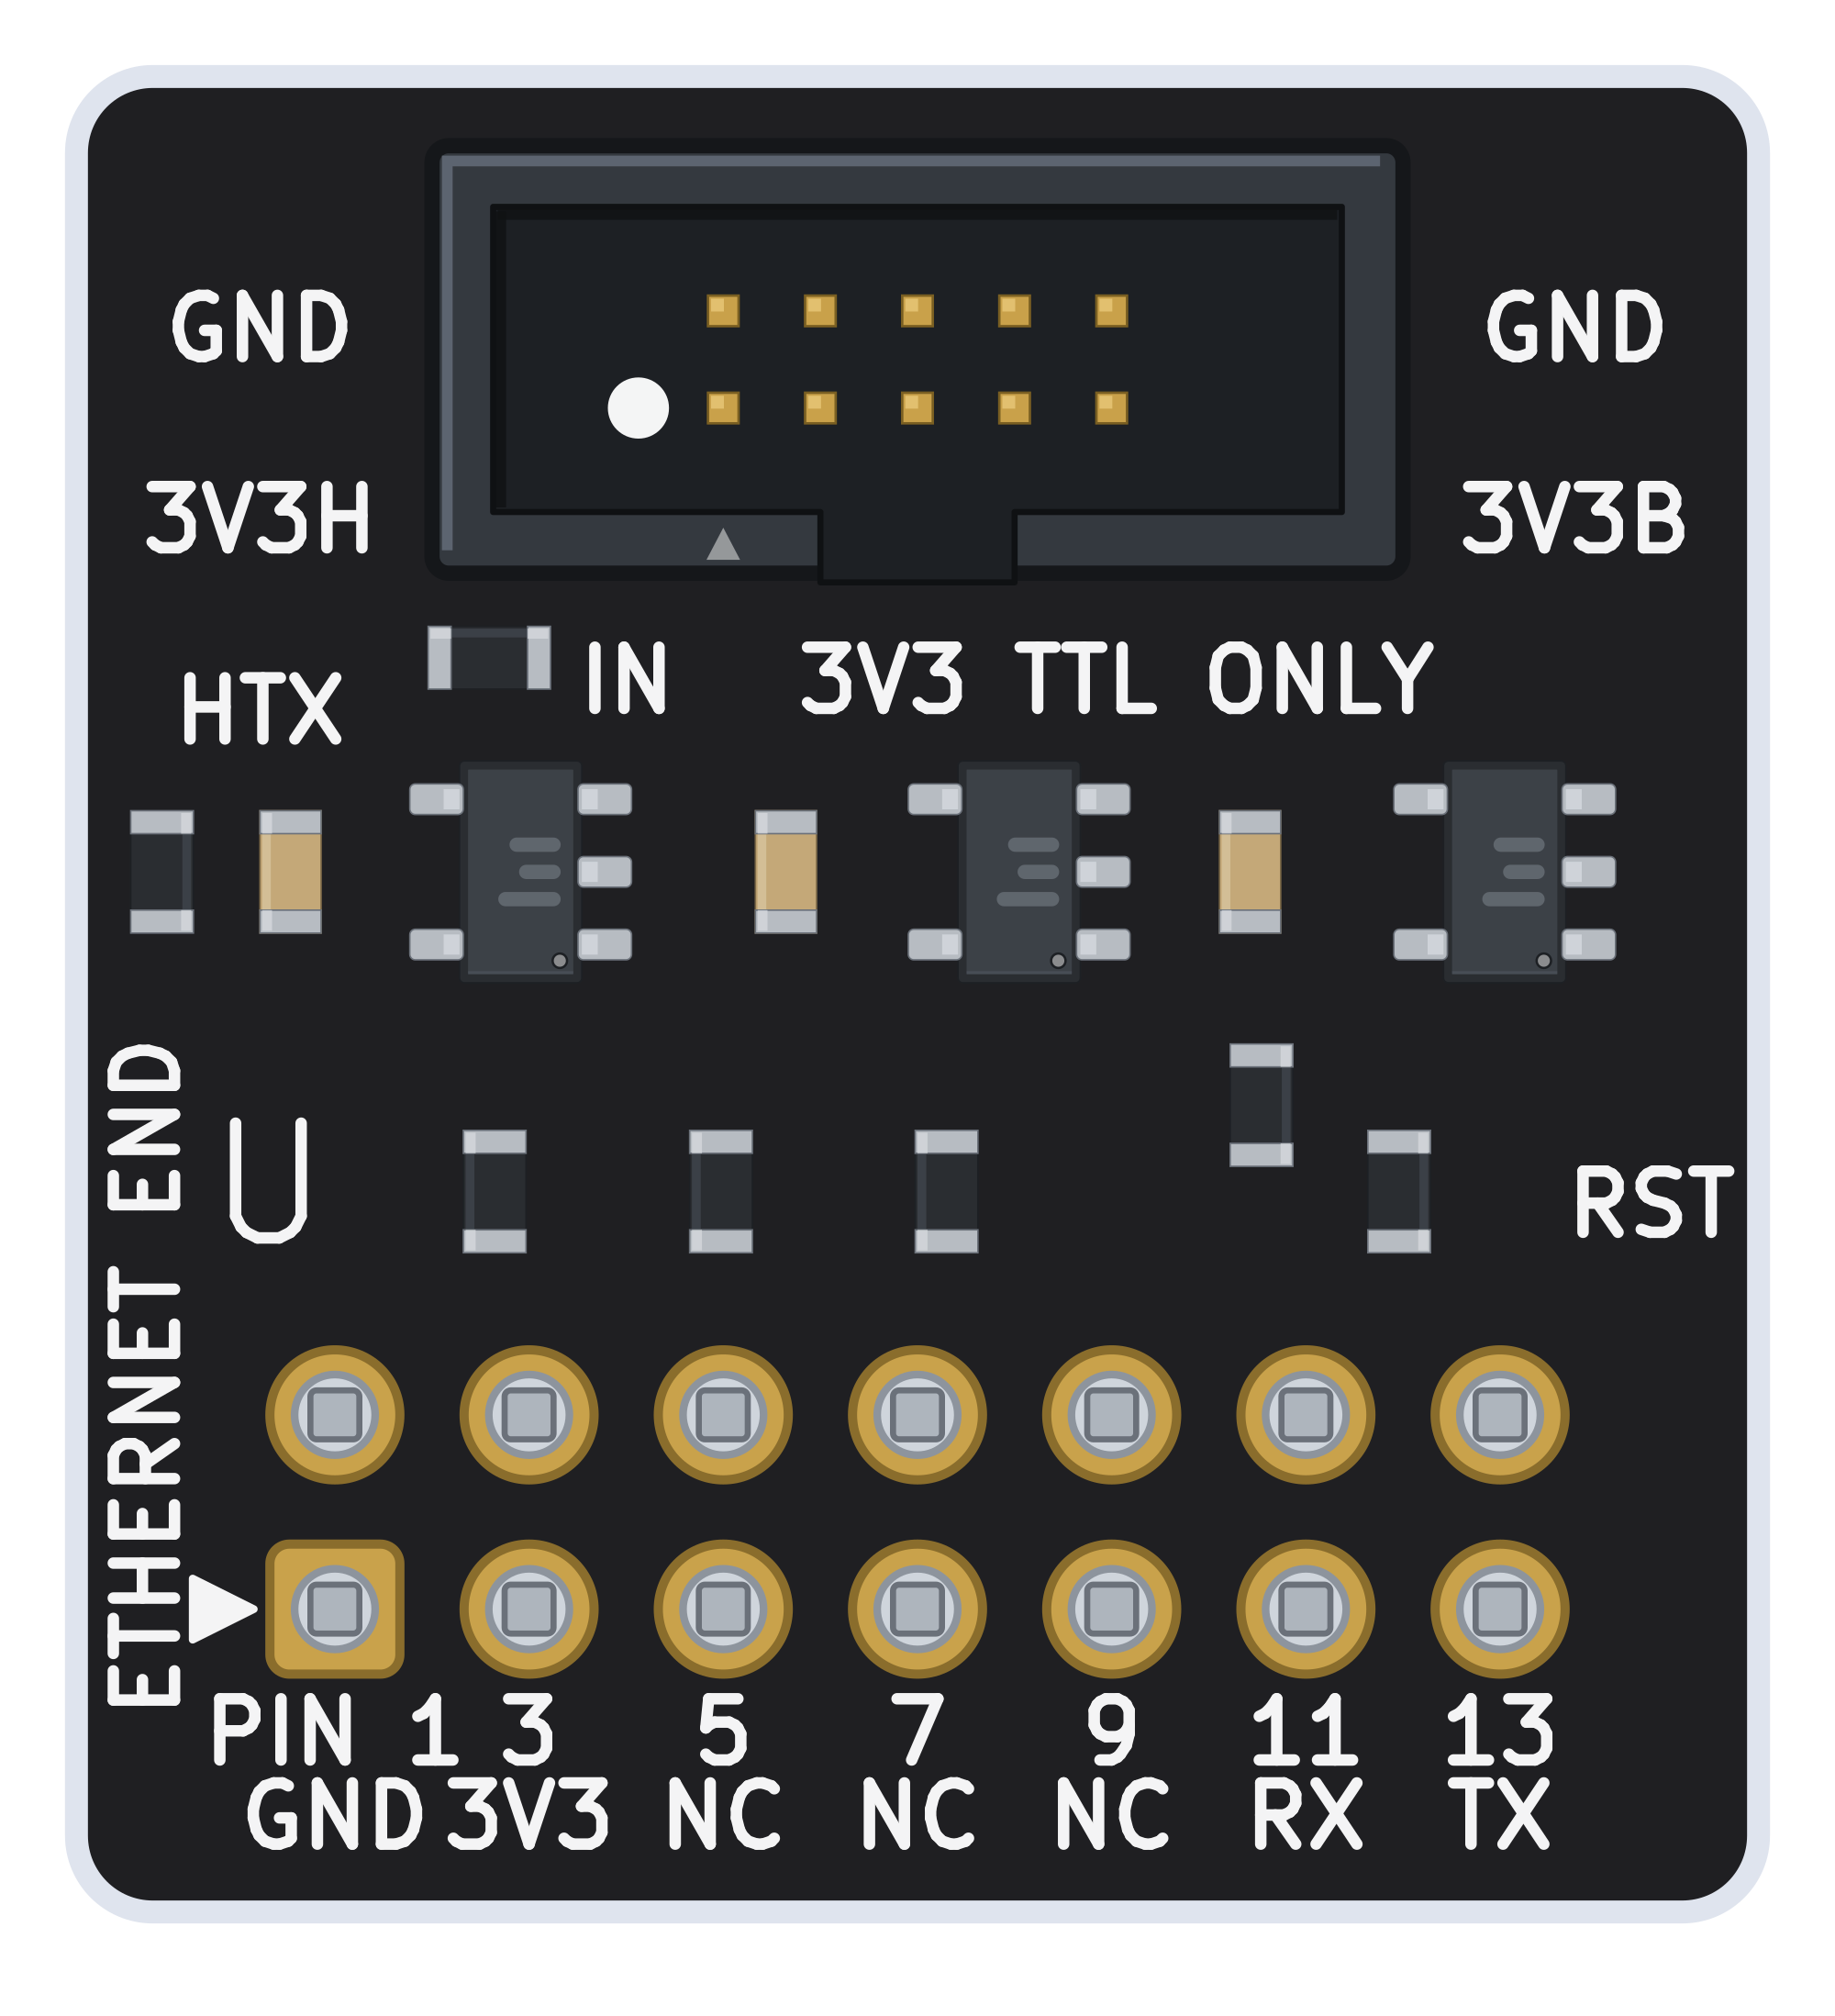 GND GND
3V3H 3V3B
IN 3V3 TTL ONLY
HTX
ETHERNET END
U
RST
PIN 1 3 5 7 9 11 13
GND 3V3 NC NC NC RX TX